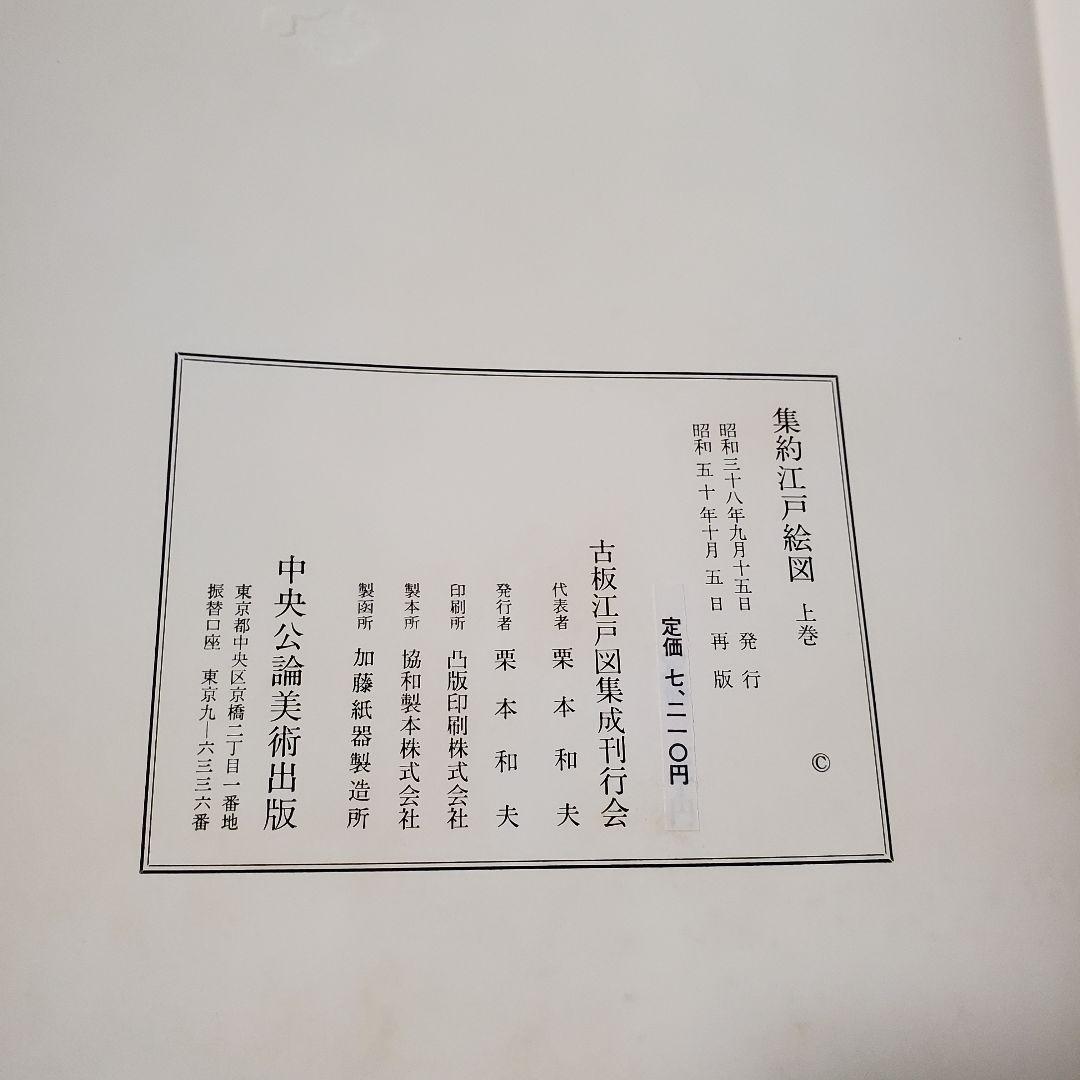 集約江戸絵図 上巻
©
昭和三十八年九月十五日 発行
昭和五十年十月五日 再版
定価 七、二一〇円
古板江戸図集成刊行会
代表者 栗本和夫
発行者 栗本和夫
印刷所 凸版印刷株式会社
製本所 協和製本株式会社
製函所 加藤紙器製造所
中央公論美術出版
東京都中央区京橋二丁目一番地
振替口座 東京九―六三三六番